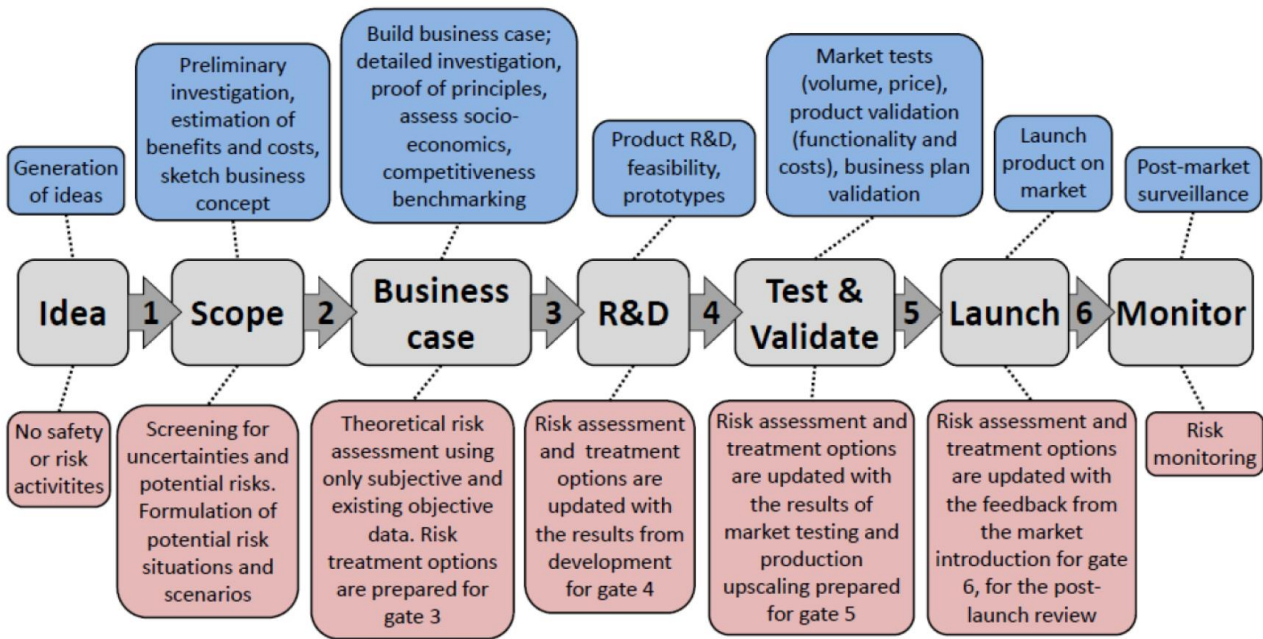 Generation
of ideas
Preliminary
investigation,
estimation of
benefits and costs,
sketch business
concept
Build business case;
detailed investigation,
proof of principles,
assess socio-
economics,
competitiveness
benchmarking
Product R&D,
feasibility,
prototypes
Market tests
(volume, price),
product validation
(functionality and
costs), business plan
validation
Launch
product on
market
Post-market
surveillance
Idea
1
Scope
2
Business
case
3
R&D
4
Test &
Validate
5
Launch
6
Monitor
No safety
or risk
activitites
Screening for
uncertainties and
potential risks.
Formulation of
potential risk
situations and
scenarios
Theoretical risk
assessment using
only subjective and
existing objective
data. Risk
treatment options
are prepared for
gate 3
Risk assessment
and treatment
options are
updated with
the results from
development
for gate 4
Risk assessment and
treatment options
are updated with
the results of
market testing and
production
upscaling prepared
for gate 5
Risk assessment and
treatment options
are updated with
the feedback from
the market
introduction for gate
6, for the post-
launch review
Risk
monitoring